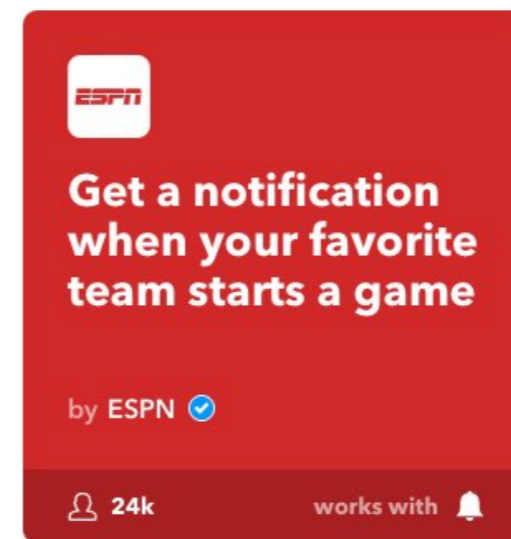 ESPN
Get a notification
when your favorite
team starts a game
by ESPN
24k
works with